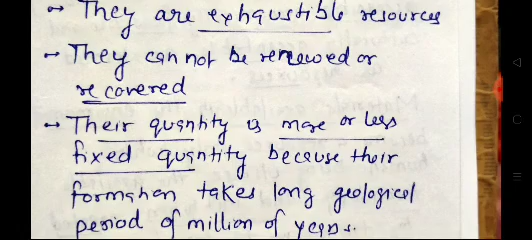 → They are exhaustible resources
→ They can not be renewed or
recovered
→ Their quantity is more or less
fixed quantity because their
formation takes long geological
period of million of years.